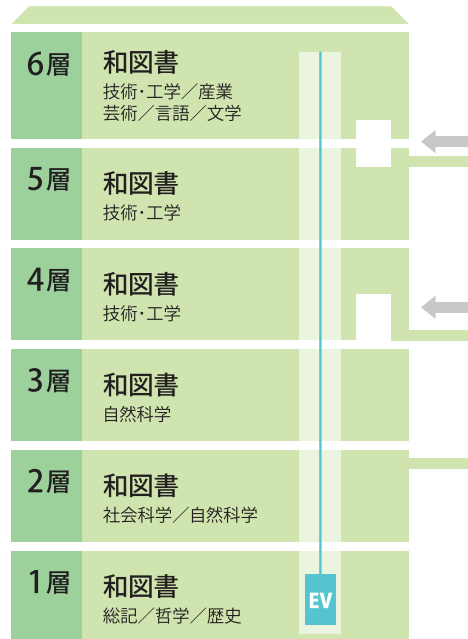 6層
和図書
技術・工学／産業
芸術／言語／文学
5層
和図書
技術・工学
4層
和図書
技術・工学
3層
和図書
自然科学
2層
和図書
社会科学／自然科学
1層
和図書
総記／哲学／歴史
EV